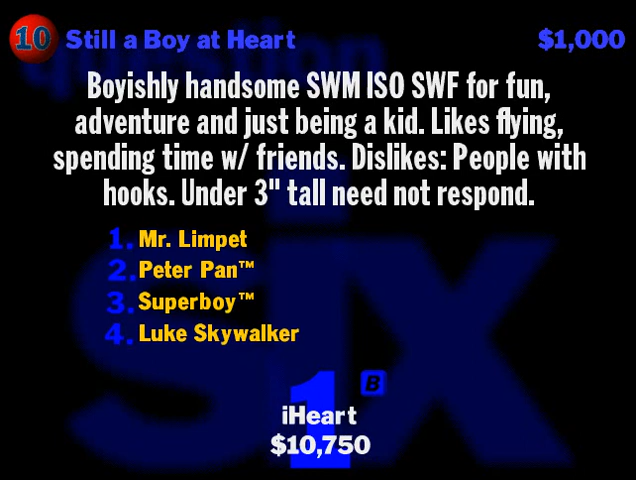 10 Still a Boy at Heart $1,000
question
Boyishly handsome SWM ISO SWF for fun,
adventure and just being a kid. Likes flying,
spending time w/ friends. Dislikes: People with
hooks. Under 3" tall need not respond.
1. Mr. Limpet
2. Peter Pan™
3. Superboy™
4. Luke Skywalker
six
1 B
iHeart
$10,750